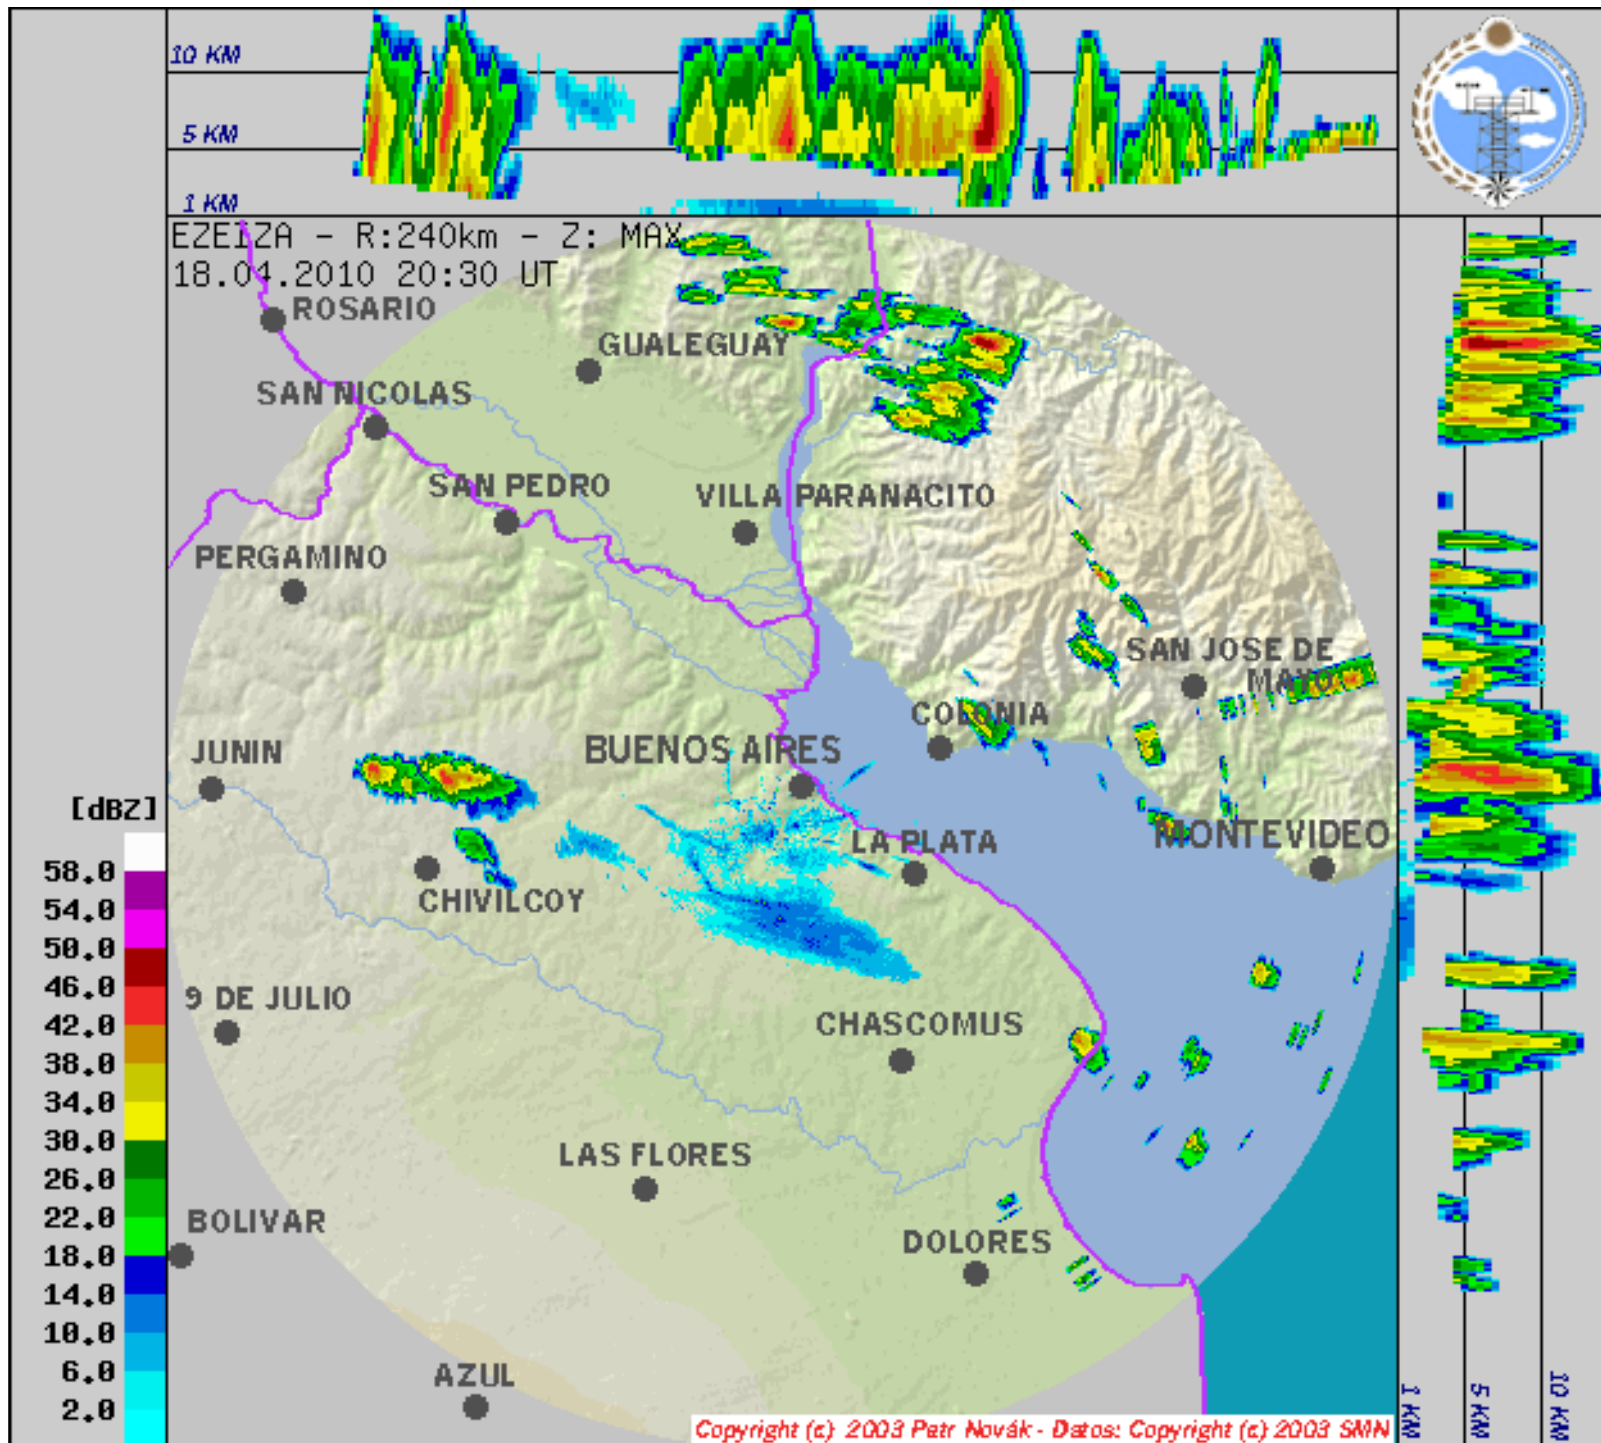 10 KM
5 KM
1 KM
EZEIZA - R:240km - Z: MAX
18.04.2010 20:30 UT
ROSARIO
GUALEGUAY
SAN NICOLAS
SAN PEDRO
VILLA PARANACITO
PERGAMINO
SAN JOSE DE
MAYO
COLONIA
JUNIN
BUENOS AIRES
[dBZ]
MONTEVIDEO
LA PLATA
58.0
CHIVILCOY
54.0
50.0
46.0
9 DE JULIO
CHASCOMUS
42.0
38.0
34.0
30.0
LAS FLORES
26.0
22.0
BOLIVAR
DOLORES
18.0
14.0
10.0
6.0
AZUL
2.0
1 KM
5 KM
10 KM
Copyright (c) 2003 Petr Novák - Datos: Copyright (c) 2003 SMN